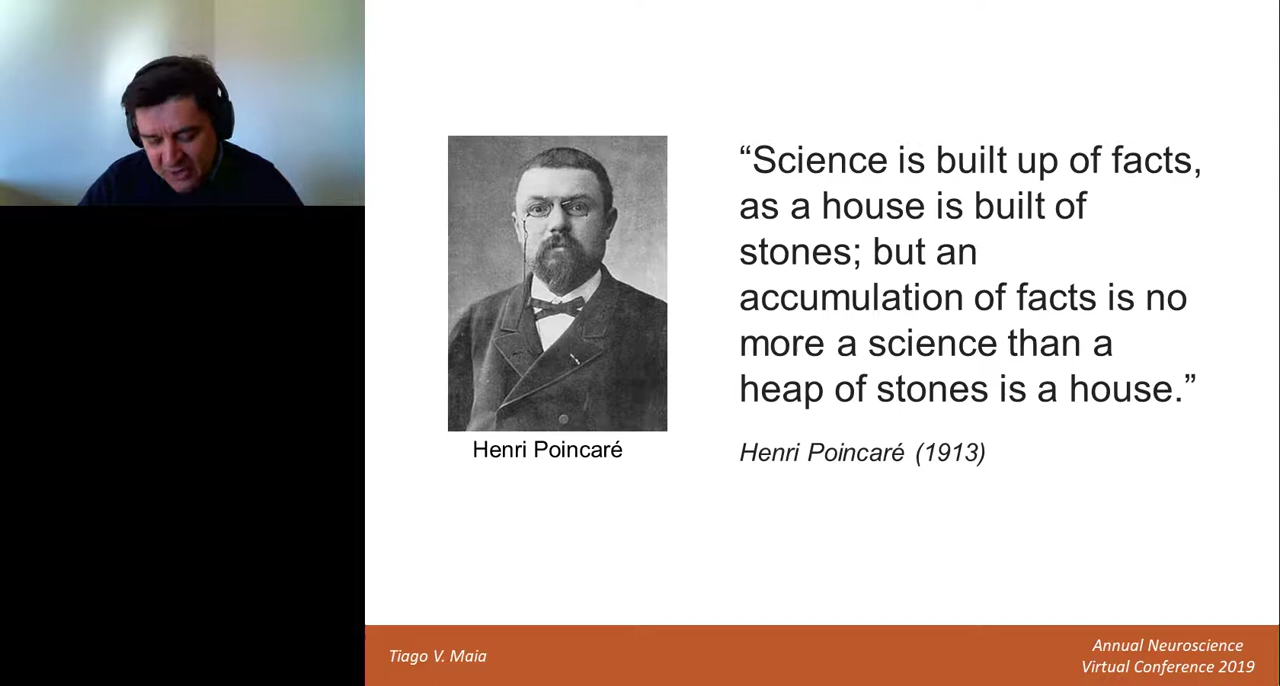 “Science is built up of facts,
as a house is built of
stones; but an
accumulation of facts is no
more a science than a
heap of stones is a house.”
Henri Poincaré
Henri Poincaré (1913)
Tiago V. Maia
Annual Neuroscience
Virtual Conference 2019